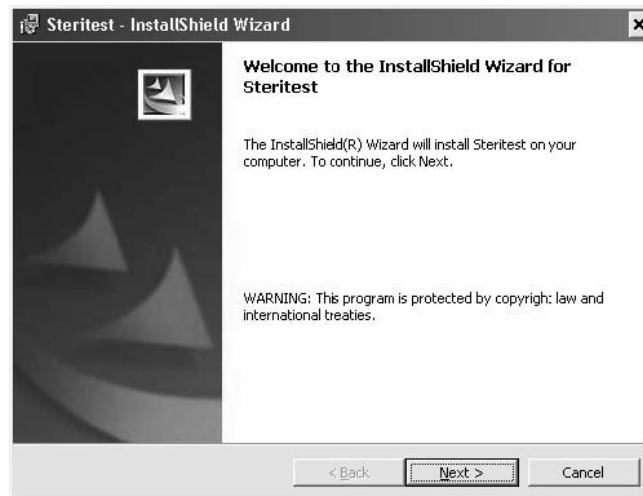 Steritest - InstallShield Wizard
Welcome to the InstallShield Wizard for
Steritest
The InstallShield(R) Wizard will install Steritest on your
computer. To continue, click Next.
WARNING: This program is protected by copyright law and
international treaties.
< Back
Next >
Cancel